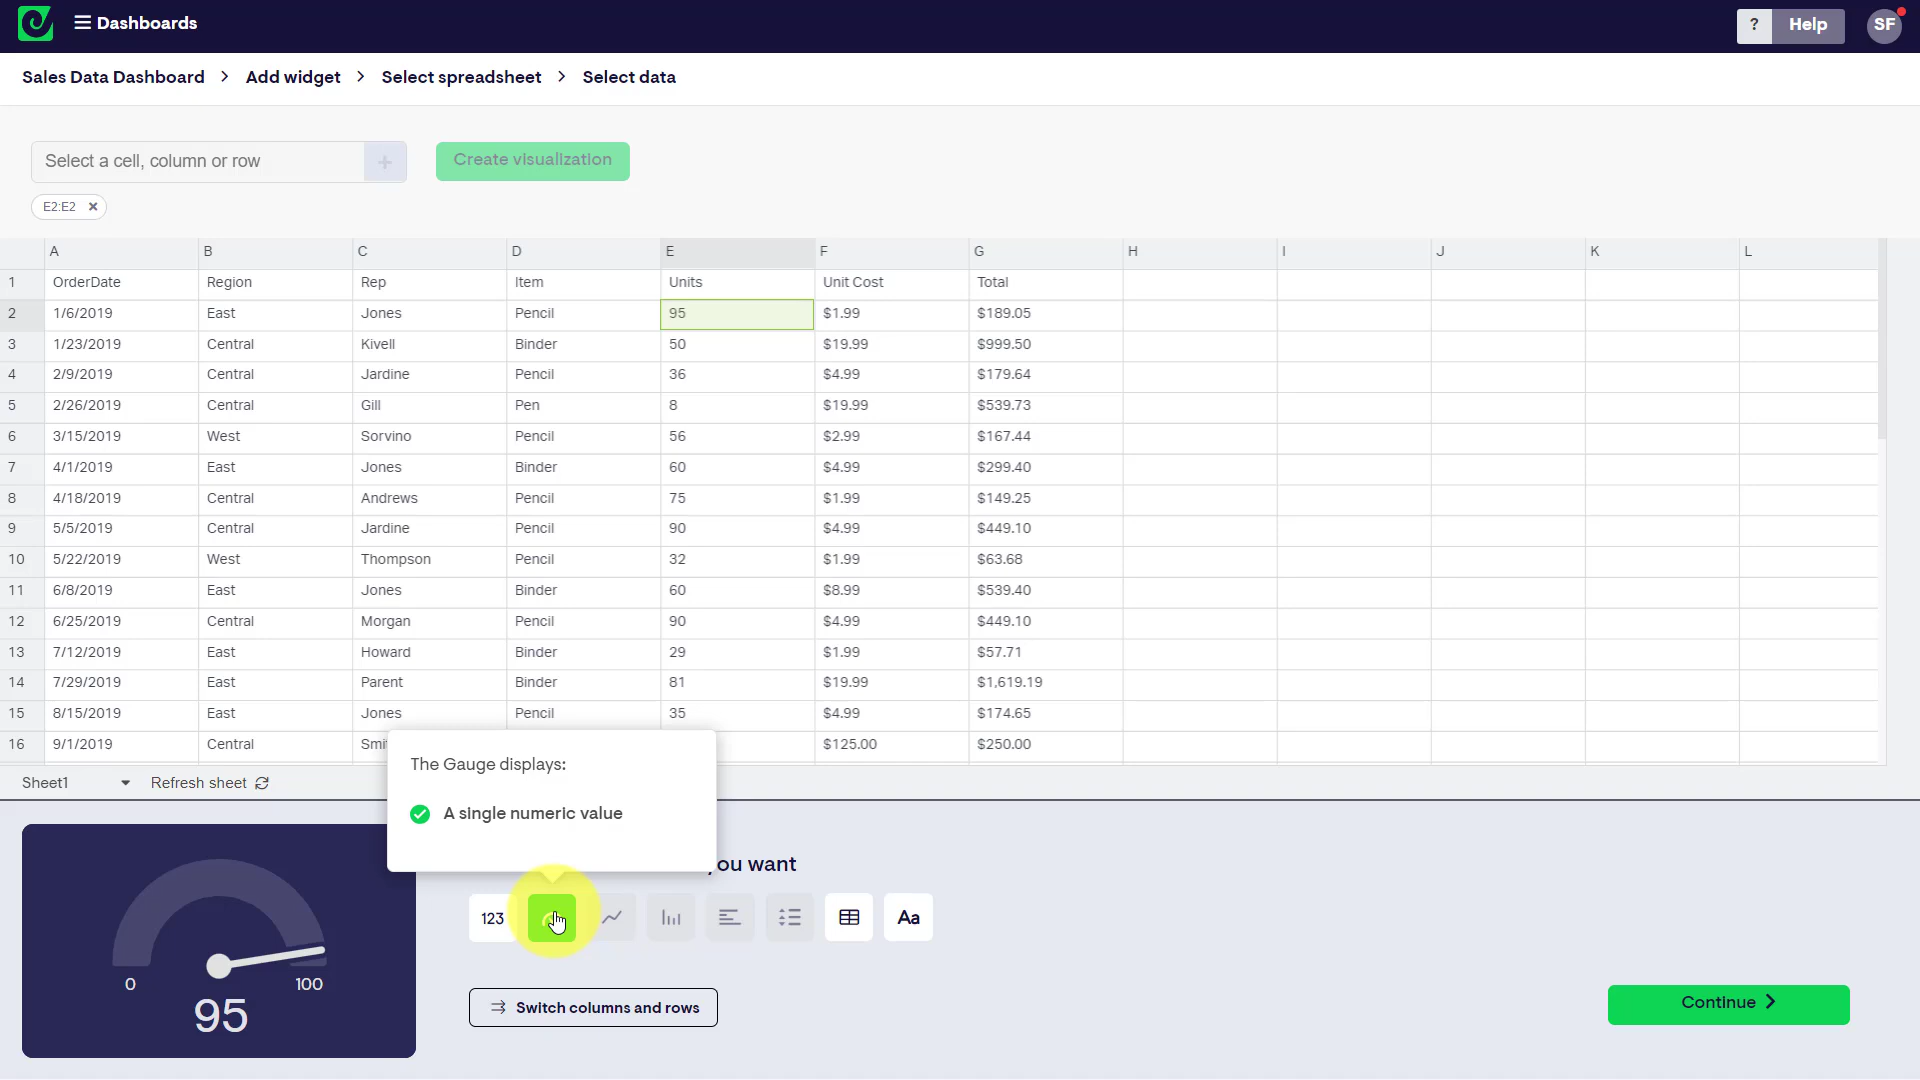 Dashboards
? Help SF
Sales Data Dashboard > Add widget > Select spreadsheet > Select data
Select a cell, column or row + Create visualization
E2:E2 ×
A B C D E F G H I J K L
1 OrderDate Region Rep Item Units Unit Cost Total
2 1/6/2019 East Jones Pencil 95 $1.99 $189.05
3 1/23/2019 Central Kivell Binder 50 $19.99 $999.50
4 2/9/2019 Central Jardine Pencil 36 $4.99 $179.64
5 2/26/2019 Central Gill Pen 8 $19.99 $539.73
6 3/15/2019 West Sorvino Pencil 56 $2.99 $167.44
7 4/1/2019 East Jones Binder 60 $4.99 $299.40
8 4/18/2019 Central Andrews Pencil 75 $1.99 $149.25
9 5/5/2019 Central Jardine Pencil 90 $4.99 $449.10
10 5/22/2019 West Thompson Pencil 32 $1.99 $63.68
11 6/8/2019 East Jones Binder 60 $8.99 $539.40
12 6/25/2019 Central Morgan Pencil 90 $4.99 $449.10
13 7/12/2019 East Howard Binder 29 $1.99 $57.71
14 7/29/2019 East Parent Binder 81 $19.99 $1,619.19
15 8/15/2019 East Jones Pencil 35 $4.99 $174.65
16 9/1/2019 Central Smi $125.00 $250.00
The Gauge displays:
A single numeric value
Sheet1 Refresh sheet
you want
123 Aa
0 100
95
Switch columns and rows
Continue >